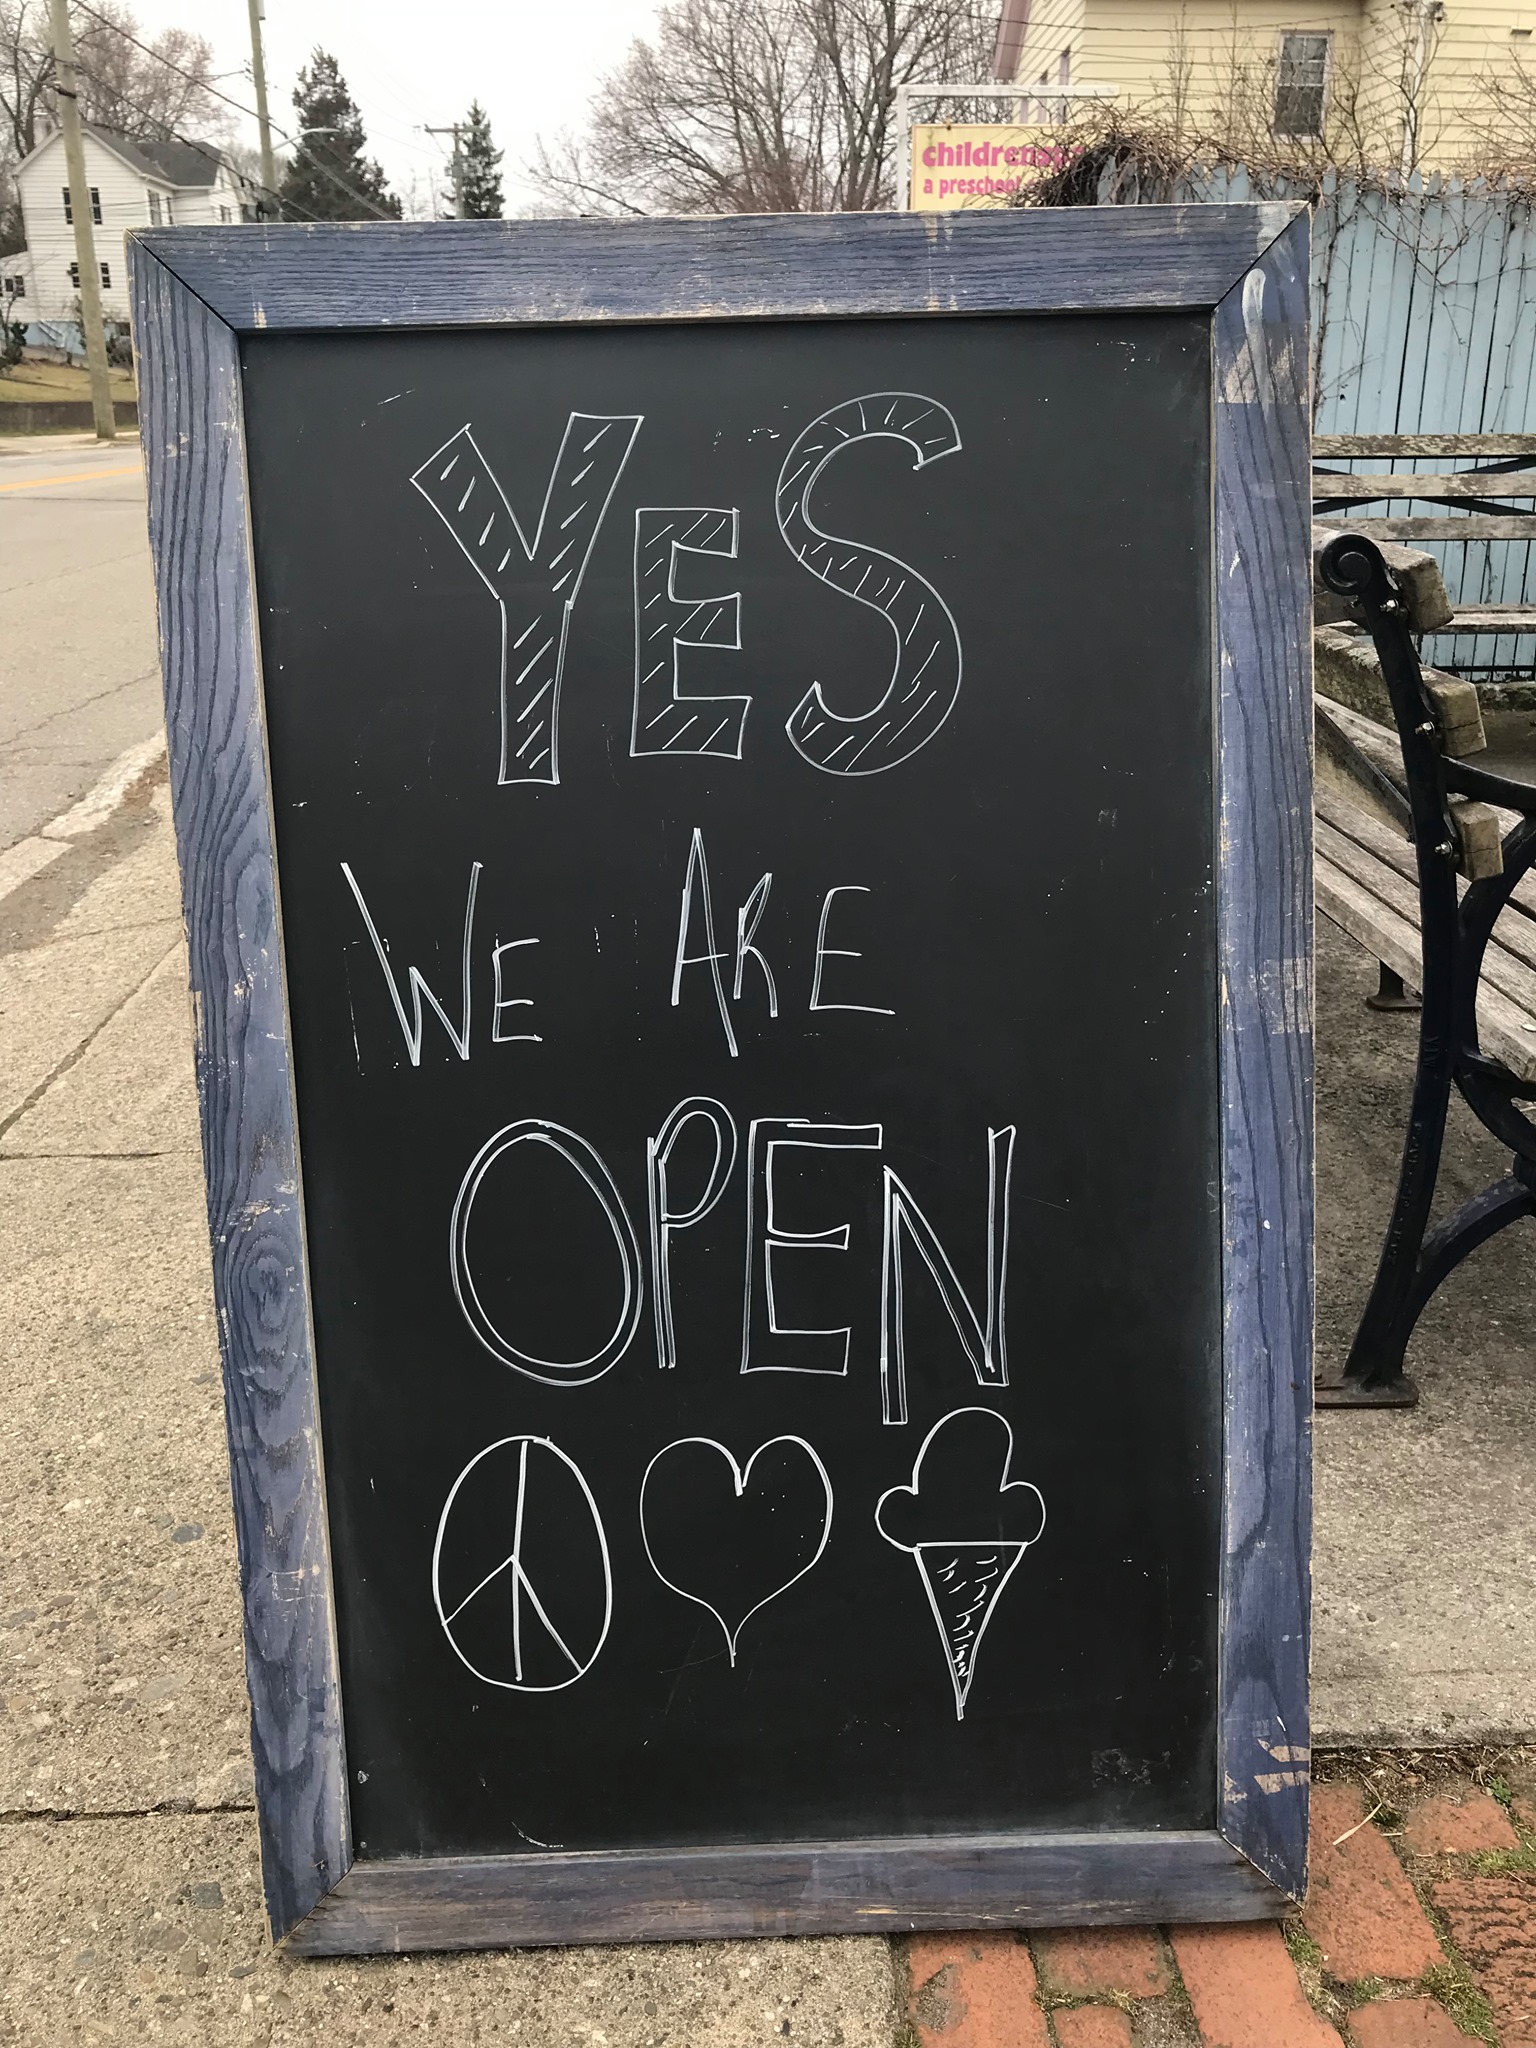 childrens
a preschool
YES
WE ARE
OPEN